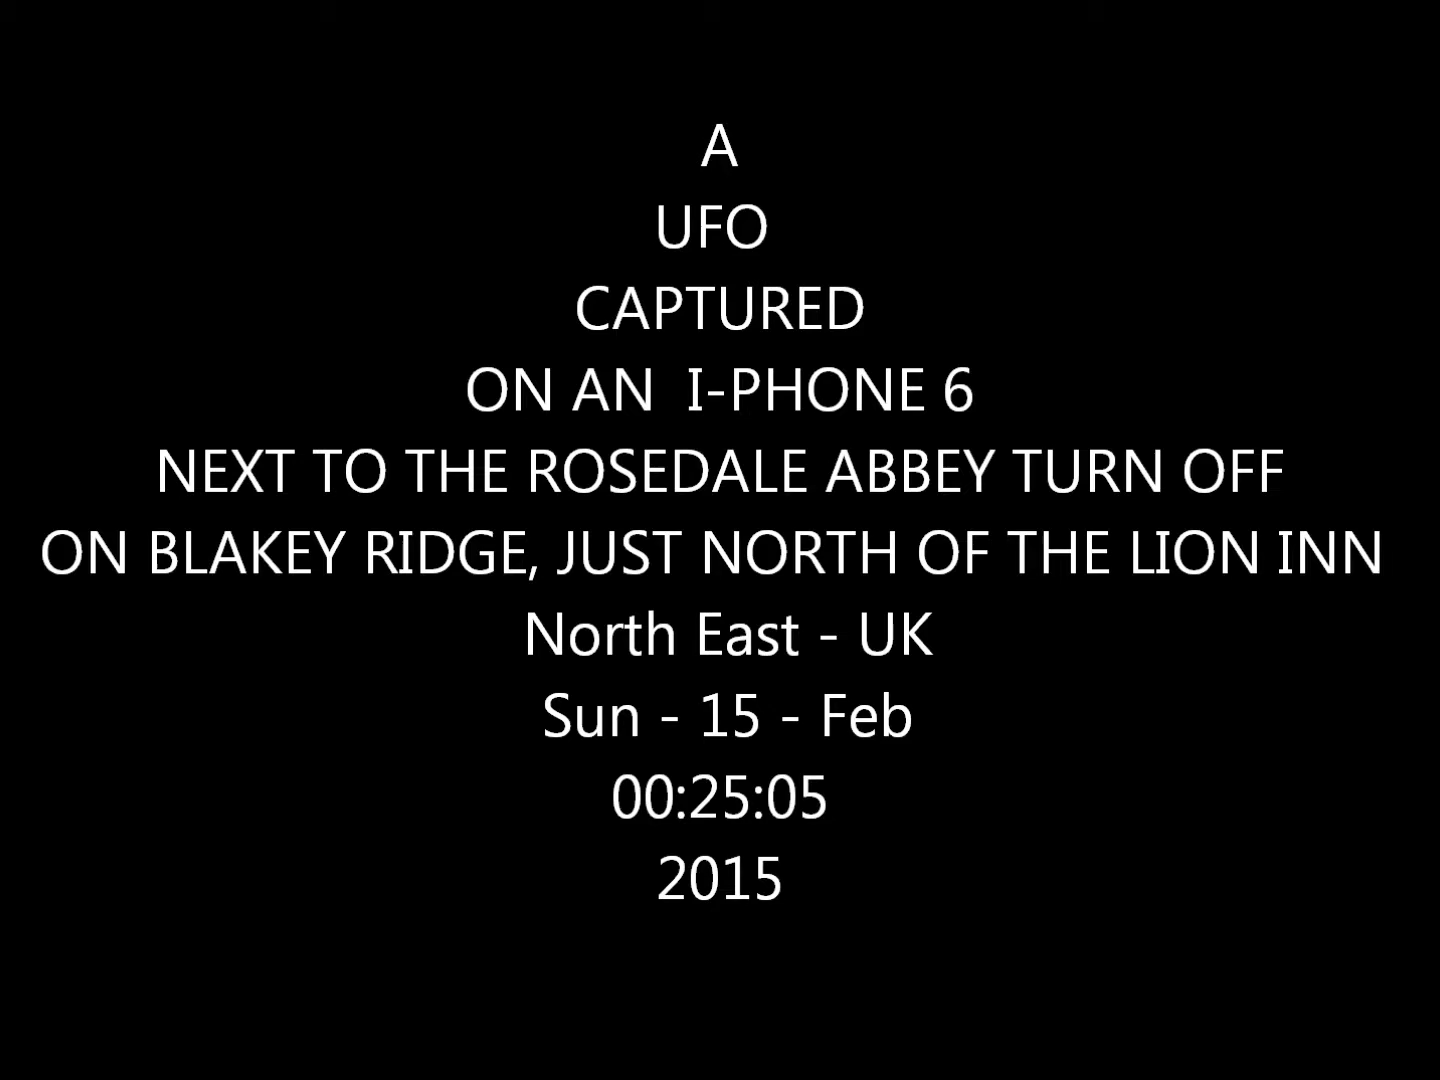 A
UFO
CAPTURED
ON AN  I-PHONE 6
NEXT TO THE ROSEDALE ABBEY TURN OFF
ON BLAKEY RIDGE, JUST NORTH OF THE LION INN
North East - UK
Sun - 15 - Feb
00:25:05
2015